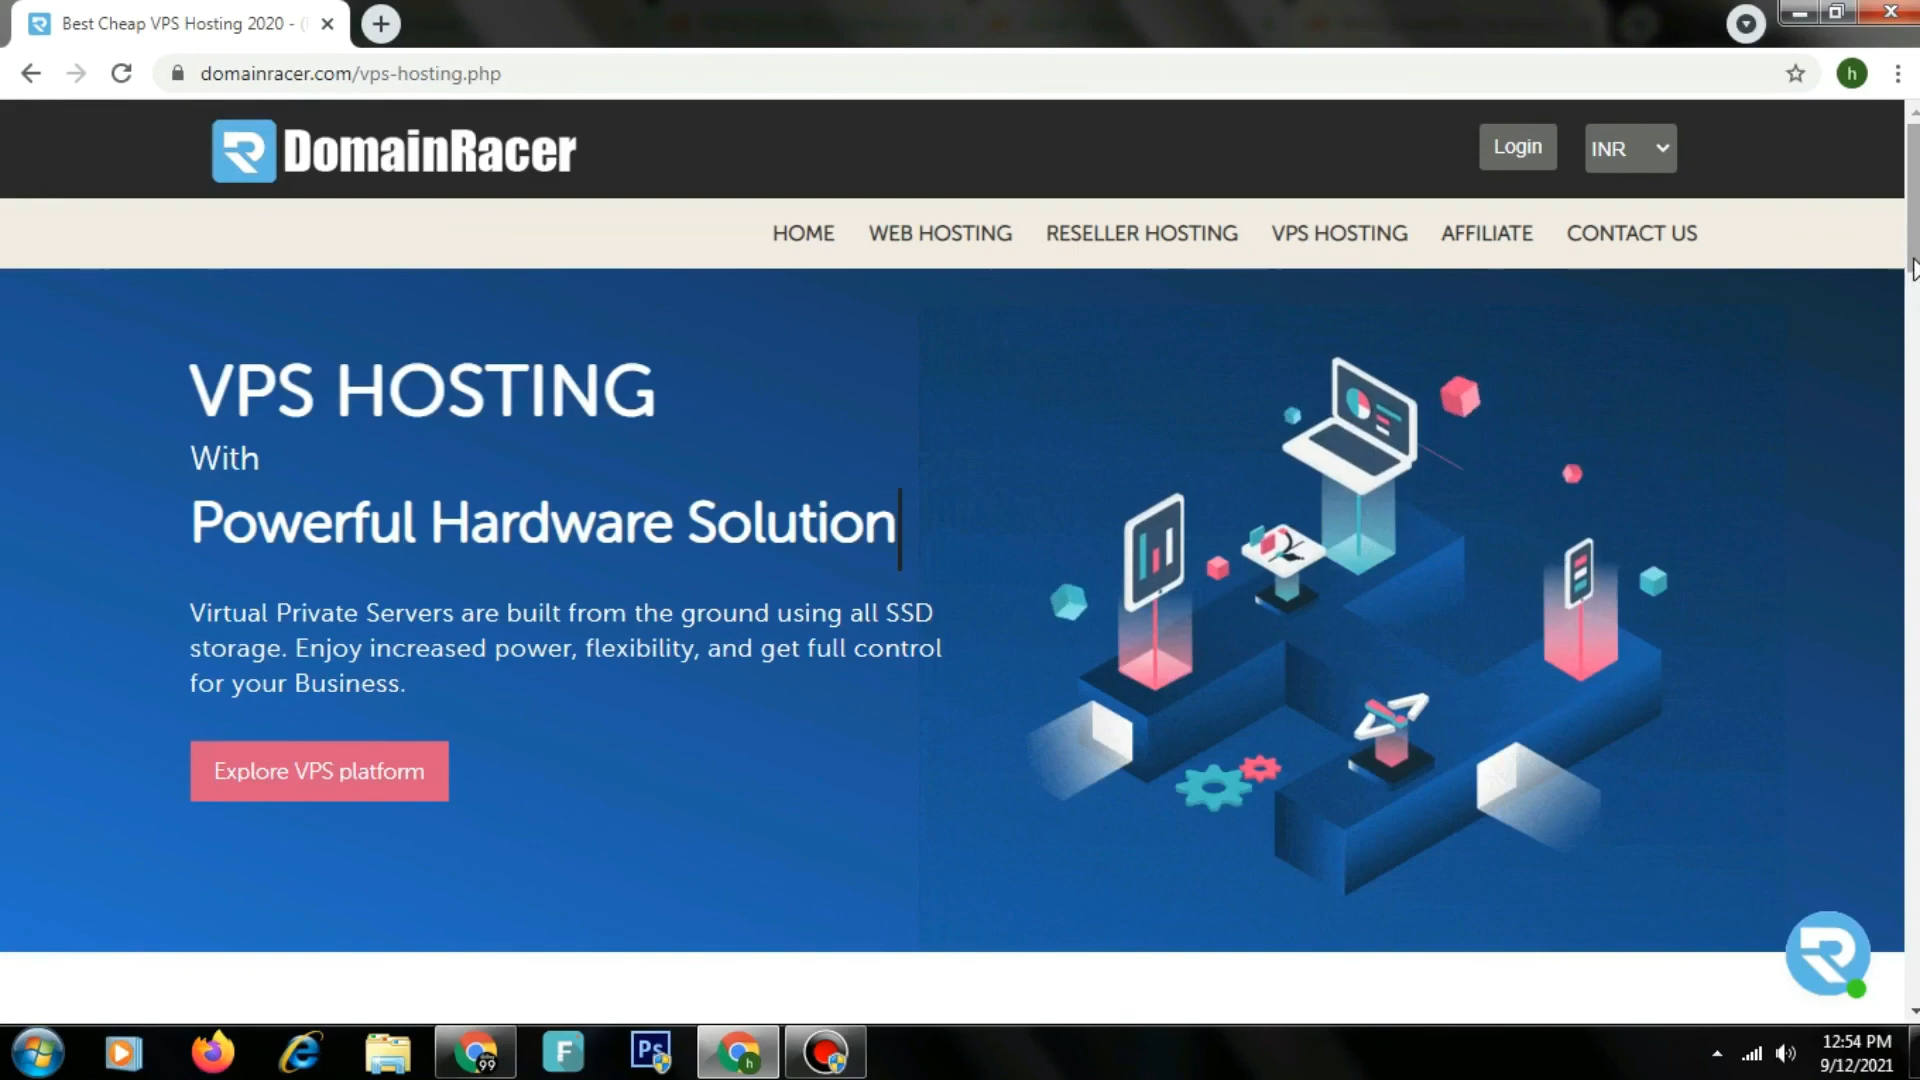 Best Cheap VPS Hosting 2020 - (
domainracer.com/vps-hosting.php
h
DomainRacer
Login
INR
HOME
WEB HOSTING
RESELLER HOSTING
VPS HOSTING
AFFILIATE
CONTACT US
VPS HOSTING
With
Powerful Hardware Solution
Virtual Private Servers are built from the ground using all SSD
storage. Enjoy increased power, flexibility, and get full control
for your Business.
Explore VPS platform
99
F
Ps
h
12:54 PM
9/12/2021